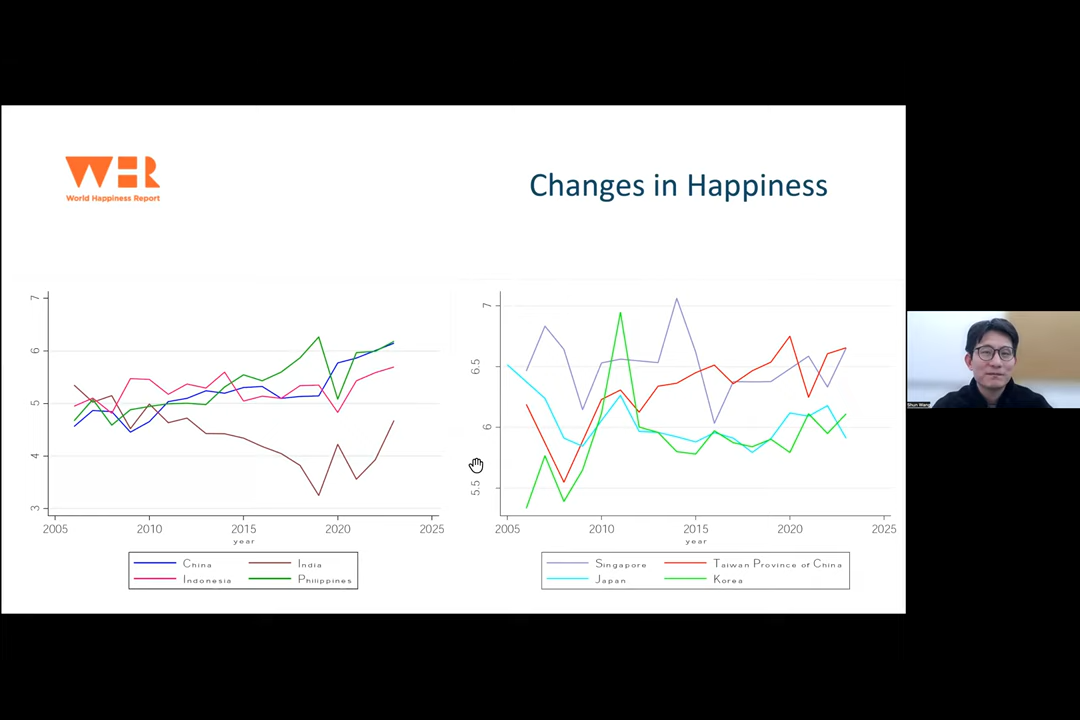 WHR
World Happiness Report
Changes in Happiness
7
6
5
4
3
2005 2010 2015 2020 2025
year
China India
Indonesia Philippines
7
6.5
6
5.5
2005 2010 2015 2020 2025
year
Singapore Taiwan Province of China
Japan Korea
Shun Wang